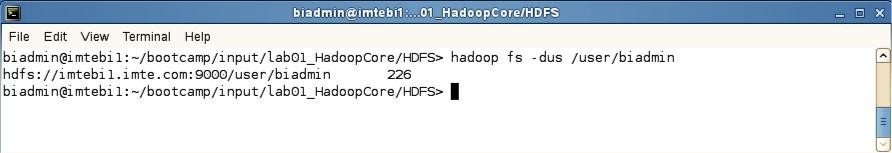 biadmin@imtebi1:...01_HadoopCore/HDFS
File Edit View Terminal Help
biadmin@imtebi1:~/bootcamp/input/lab01_HadoopCore/HDFS> hadoop fs -dus /user/biadmin
hdfs://imtebi1.imte.com:9000/user/biadmin 226
biadmin@imtebi1:~/bootcamp/input/lab01_HadoopCore/HDFS>